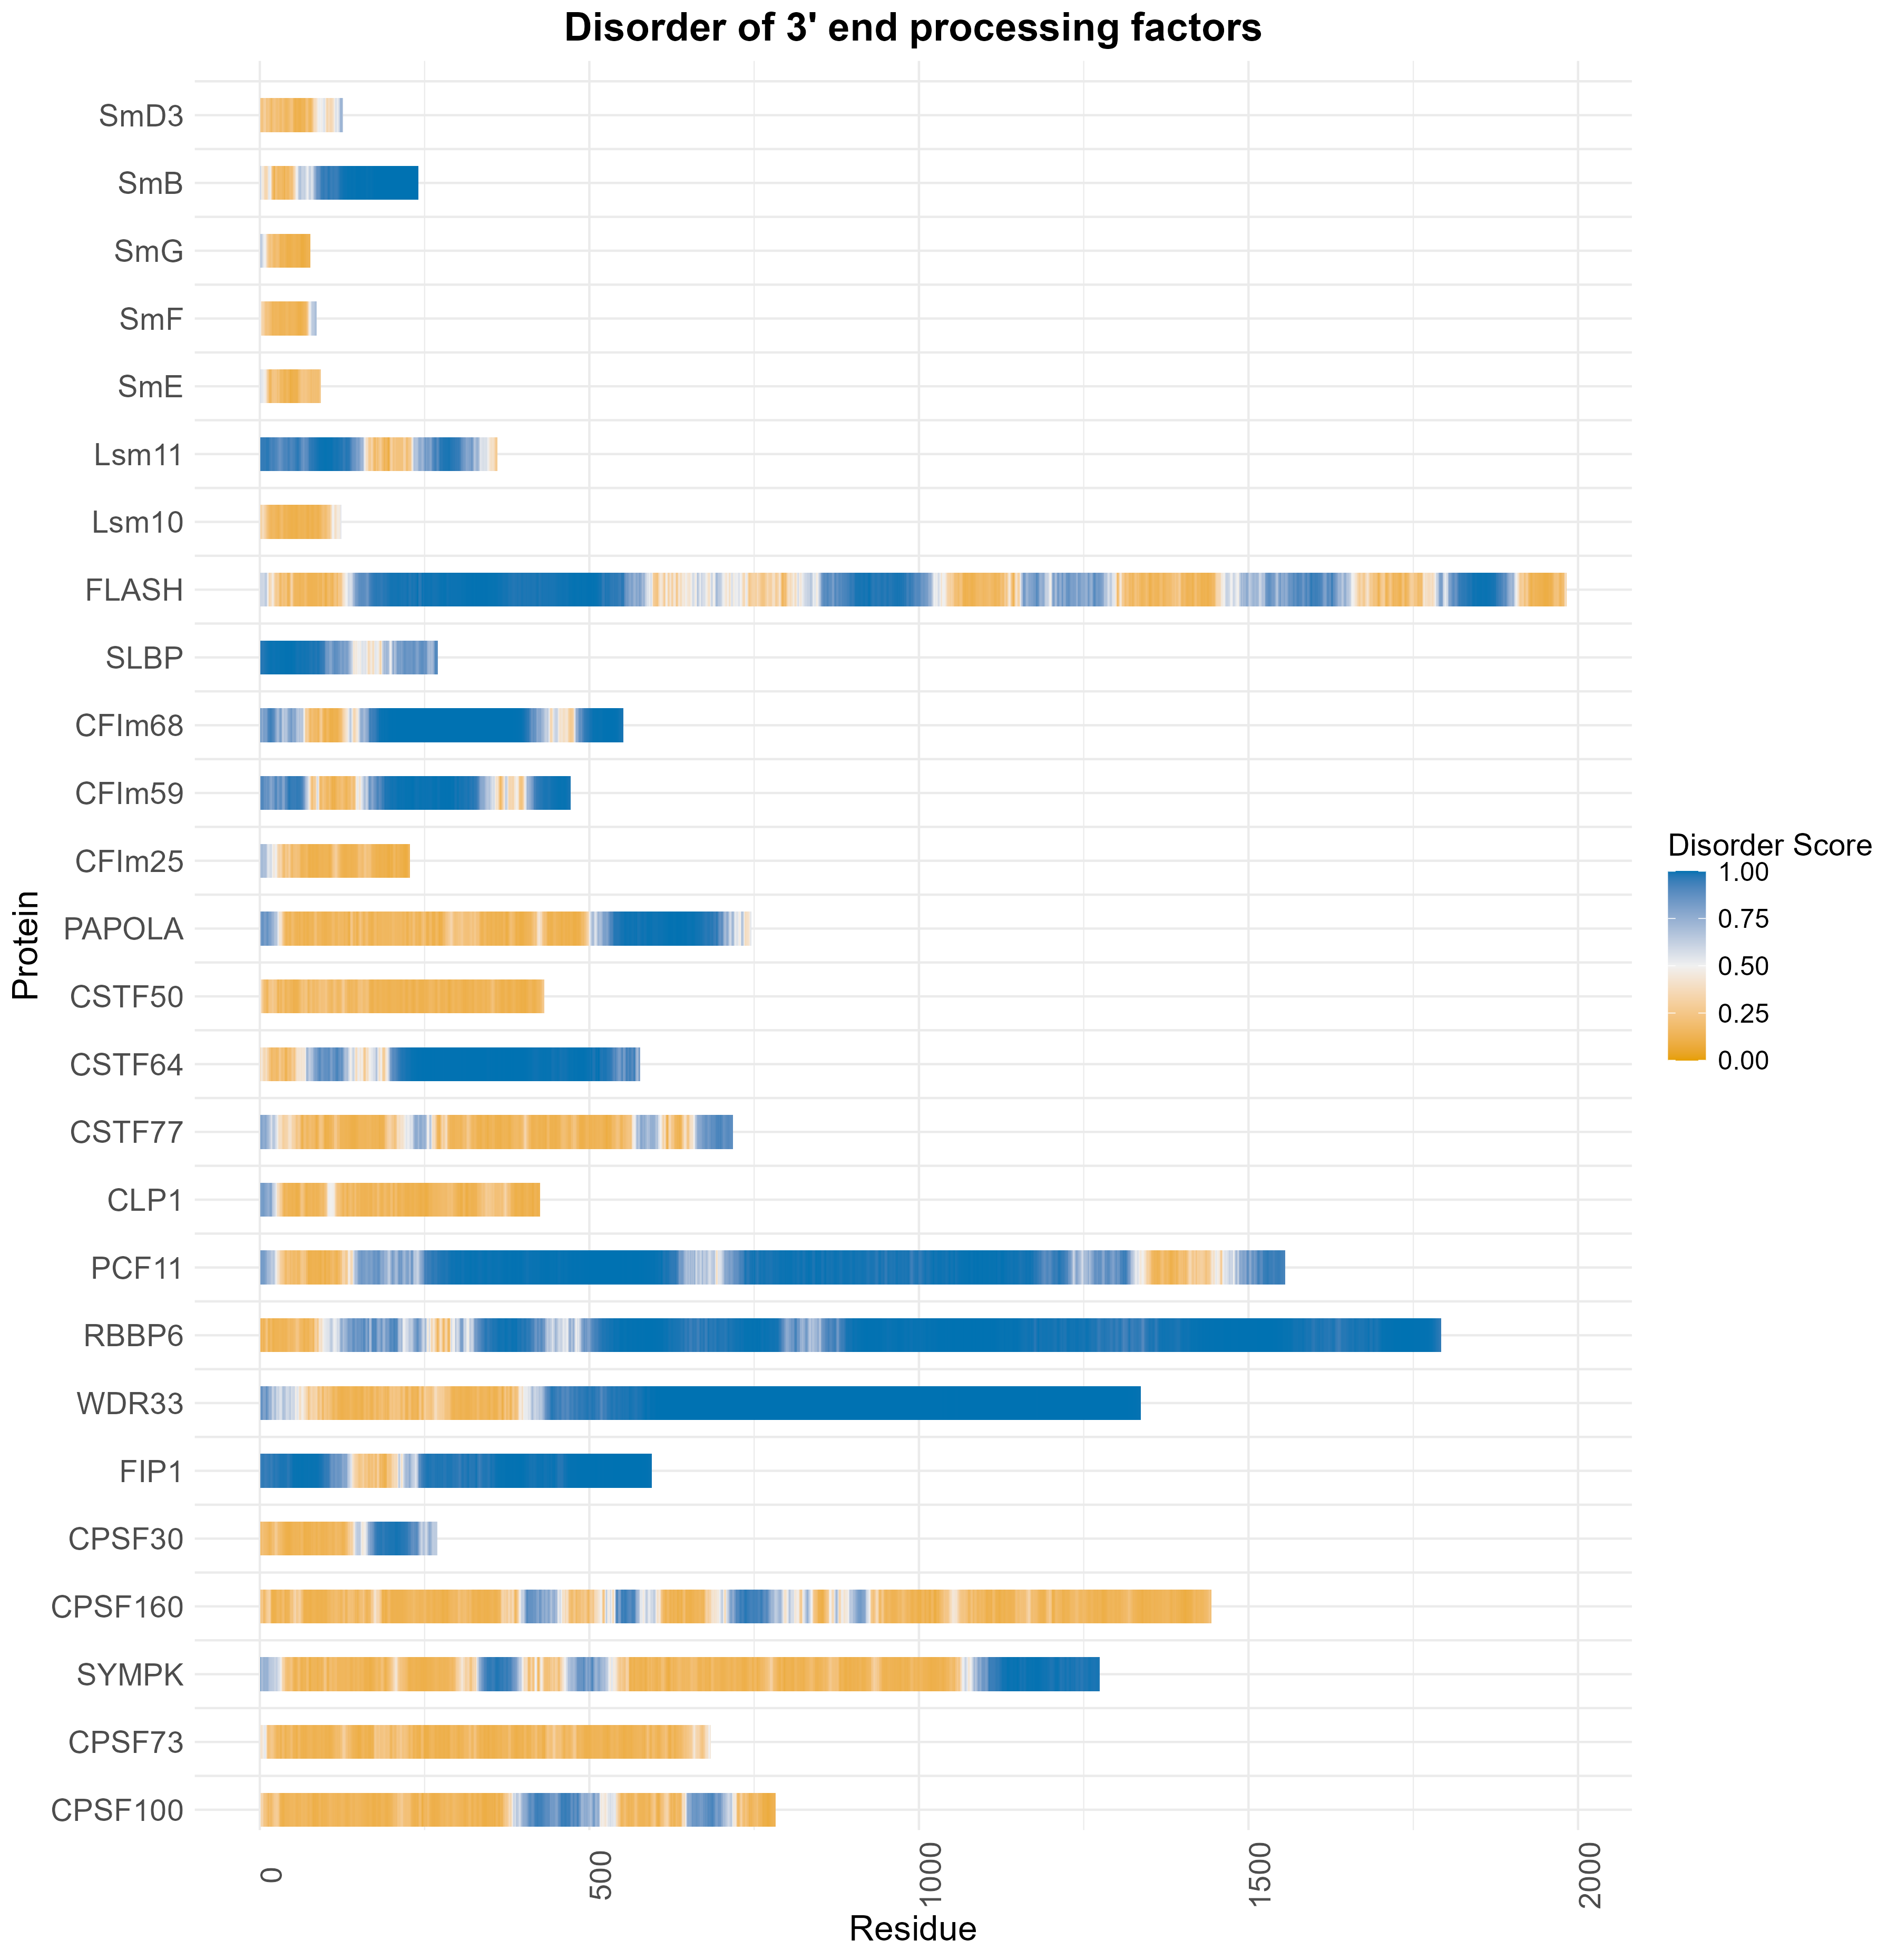 Disorder of 3' end processing factors
Protein
SmD3
SmB
SmG
SmF
SmE
Lsm11
Lsm10
FLASH
SLBP
CFIm68
CFIm59
CFIm25
PAPOLA
CSTF50
CSTF64
CSTF77
CLP1
PCF11
RBBP6
WDR33
FIP1
CPSF30
CPSF160
SYMPK
CPSF73
CPSF100
0
500
1000
1500
2000
Residue
Disorder Score
1.00
0.75
0.50
0.25
0.00